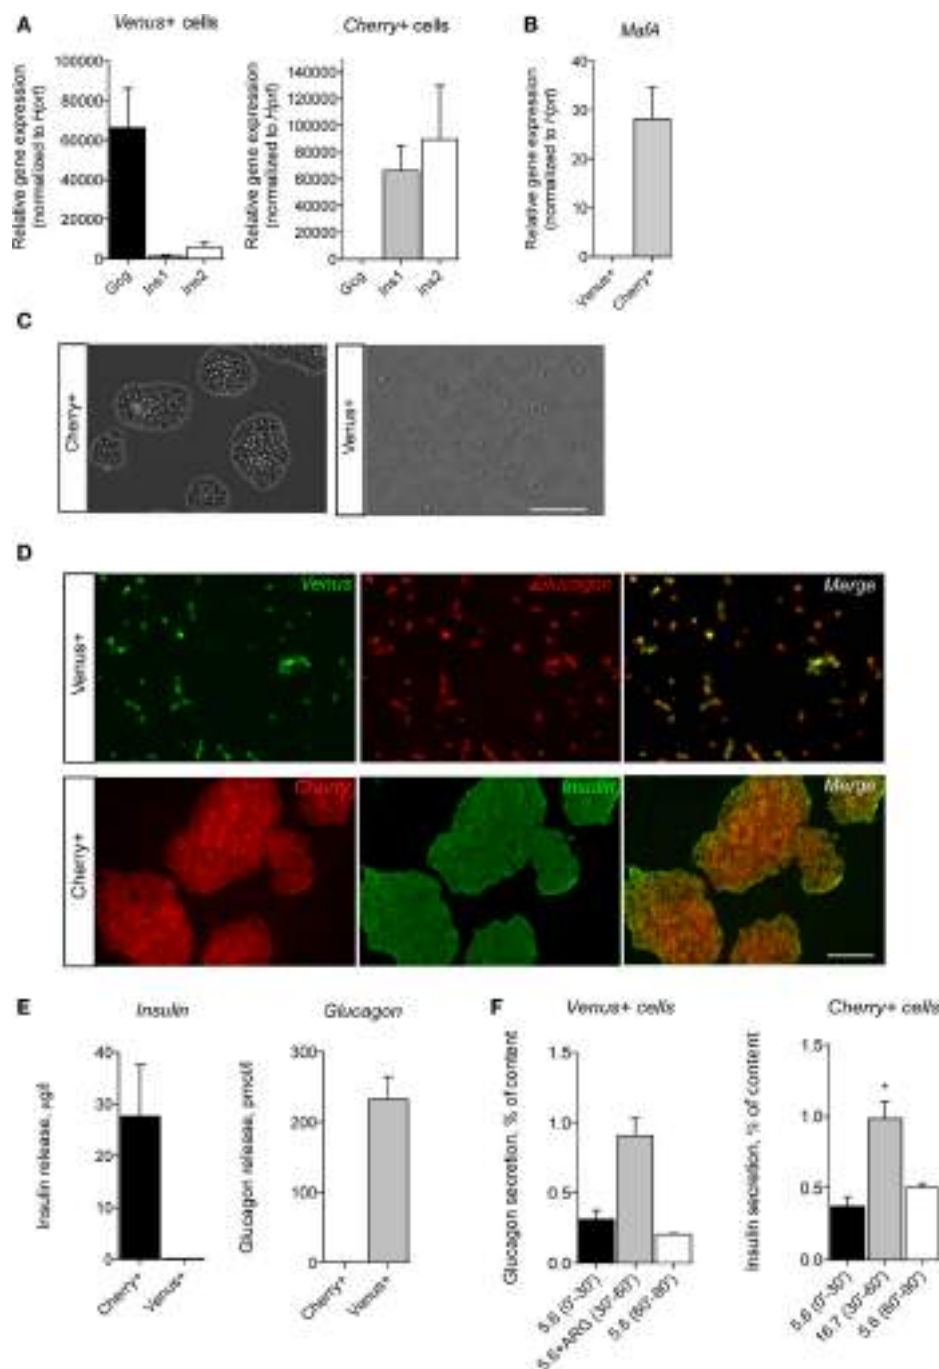 A
Venus+ cells
Relative gene expression
(normalized to Hprt)
100000
80000
60000
40000
20000
0
Gcg
Ins1
Ins2
Cherry+ cells
Relative gene expression
(normalized to Hprt)
140000
120000
100000
80000
60000
40000
20000
0
Gcg
Ins1
Ins2
B
MafA
Relative gene expression
(normalized to Hprt)
40
30
20
10
0
Venus+
Cherry+
C
Cherry+
Venus+
D
Venus+
Venus
Glucagon
Merge
Cherry+
Cherry
Insulin
Merge
E
Insulin
Insulin release, µg/l
40
30
20
10
0
Cherry+
Venus+
Glucagon
Glucagon release, pmol/l
300
200
100
0
Cherry+
Venus+
F
Venus+ cells
Glucagon secretion, % of content
1.5
1.0
0.5
0.0
5.6 (0'-30')
5.6+ARG (30'-60')
5.6 (60'-80')
Cherry+ cells
Insulin secretion, % of content
1.5
1.0
0.5
0.0
5.6 (0'-30')
16.7 (30'-60')
5.6 (60'-80')